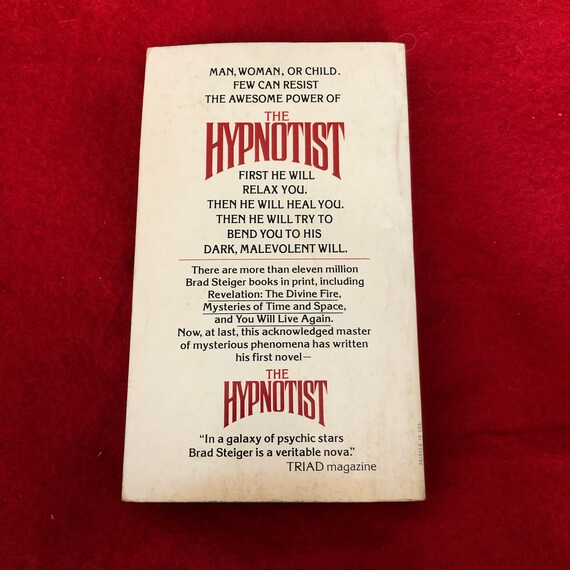 MAN, WOMAN, OR CHILD.
FEW CAN RESIST
THE AWESOME POWER OF
THE
HYPNOTIST
FIRST HE WILL
RELAX YOU.
THEN HE WILL HEAL YOU.
THEN HE WILL TRY TO
BEND YOU TO HIS
DARK, MALEVOLENT WILL.
There are more than eleven million
Brad Steiger books in print, including
Revelation: The Divine Fire,
Mysteries of Time and Space,
and You Will Live Again.
Now, at last, this acknowledged master
of mysterious phenomena has written
his first novel—
THE
HYPNOTIST
“In a galaxy of psychic stars
Brad Steiger is a veritable nova.”
TRIAD magazine